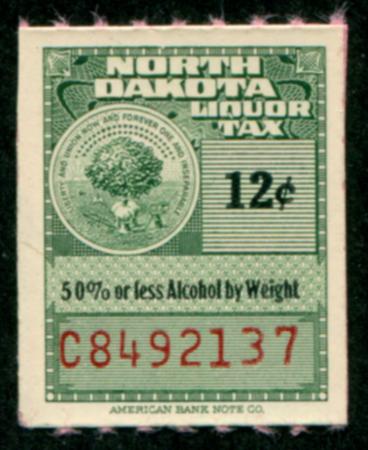 NORTH
DAKOTA
LIQUOR
TAX
LIBERTY AND UNION NOW AND FOREVER ONE AND INSEPARABLE
12¢
50% or less Alcohol by Weight
C8492137
AMERICAN BANK NOTE CO.